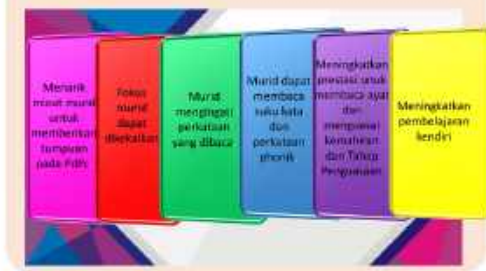 Menarik
minat murid
untuk
memberikan
tumpuan
pada PdPc
Fokus
murid
dapat
dikekalkan
Murid
mengingati
perkataan
yang dibaca
Murid dapat
membaca
suku kata
dan
perkataan
phonik
Meningkatkan
prestasi untuk
membaca ayat
dan
menguasai
kemahiran
dan Tahap
Penguasaan
Meningkatkan
pembelajaran
kendiri